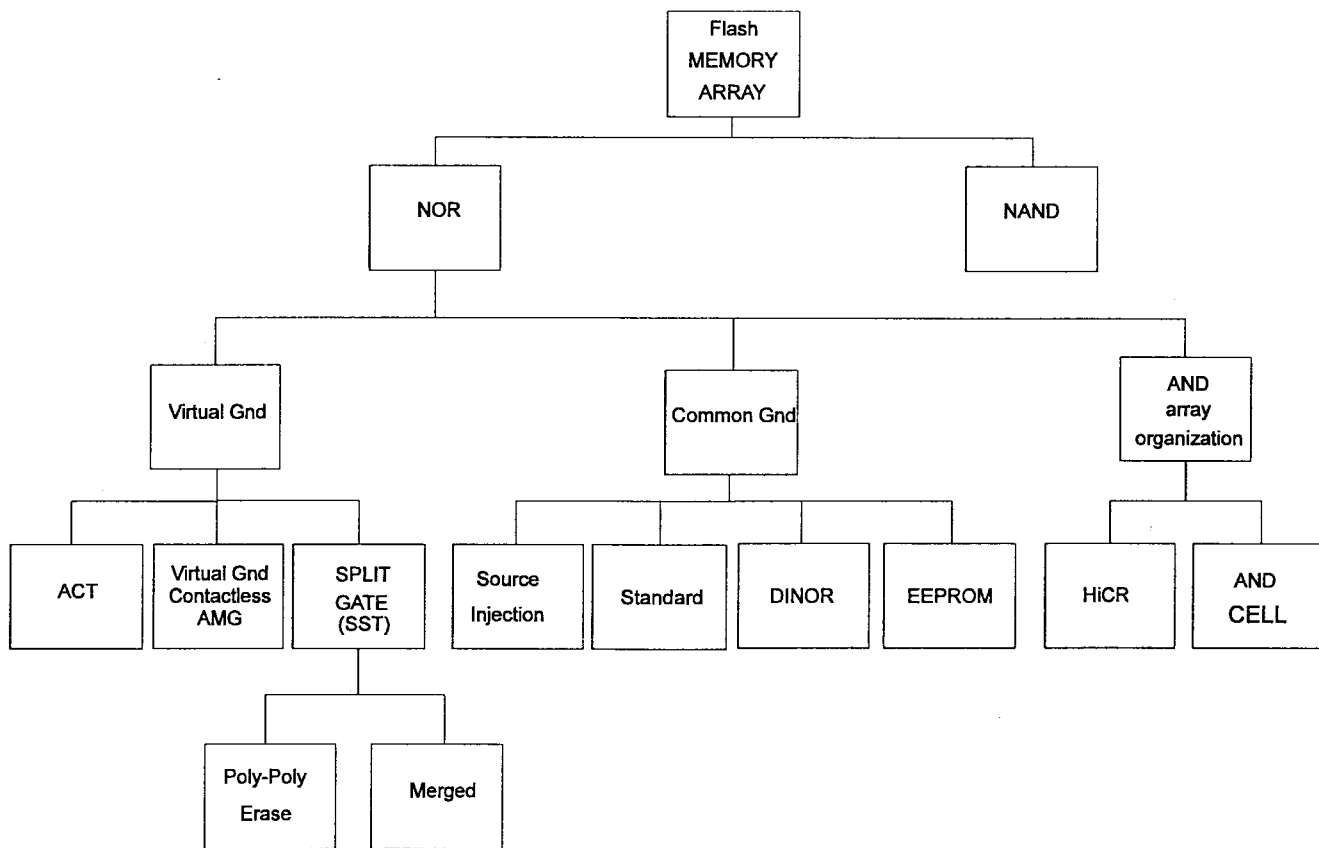 Flash
MEMORY
ARRAY
NOR
NAND
Virtual Gnd
Common Gnd
AND
array
organization
ACT
Virtual Gnd
Contactless
AMG
SPLIT
GATE
(SST)
Source
Injection
Standard
DINOR
EEPROM
HiCR
AND
CELL
Poly-Poly
Erase
Merged